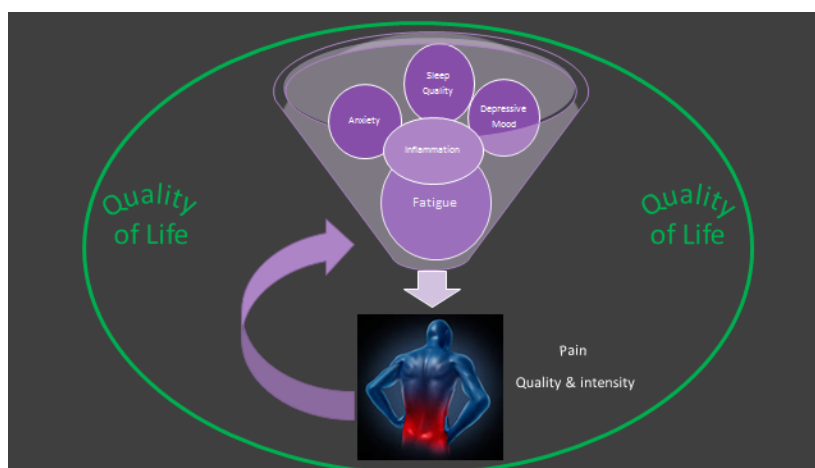 Sleep
Quality
Anxiety
Depressive
Mood
Inflammation
Fatigue
Quality
of Life
Quality
of Life
Pain
Quality & intensity